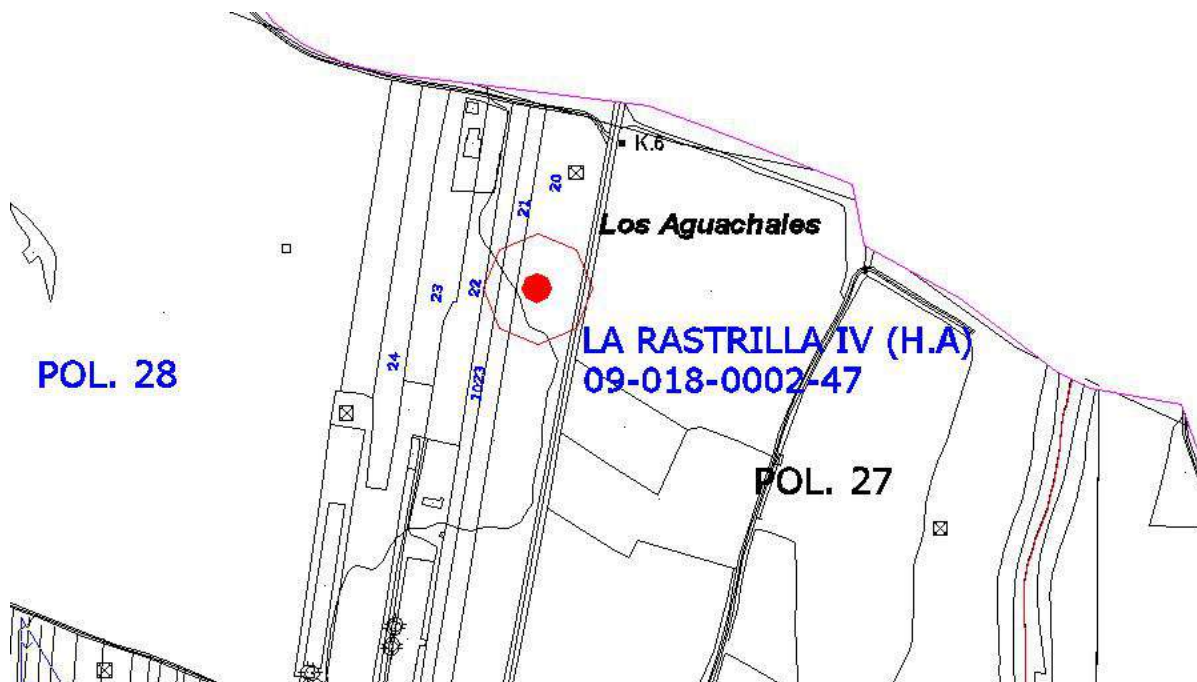 K.6
20
21
Los Aguachales
22
23
LA RASTRILLA IV (H.A)
24
POL. 28
09-018-0002-47
1023
POL. 27